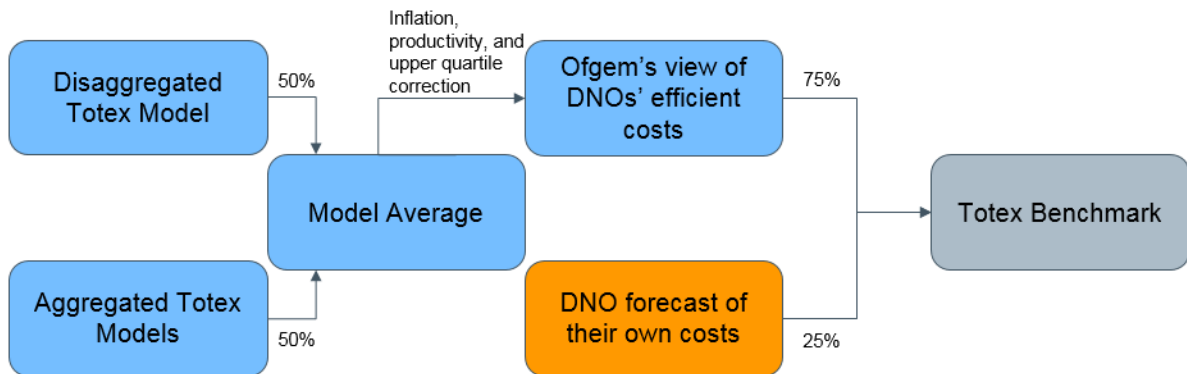 Inflation,
productivity, and
upper quartile
correction
Disaggregated
Totex Model
50%
Ofgem's view of
DNOs' efficient
costs
75%
Model Average
Totex Benchmark
Aggregated Totex
Models
50%
DNO forecast of
their own costs
25%